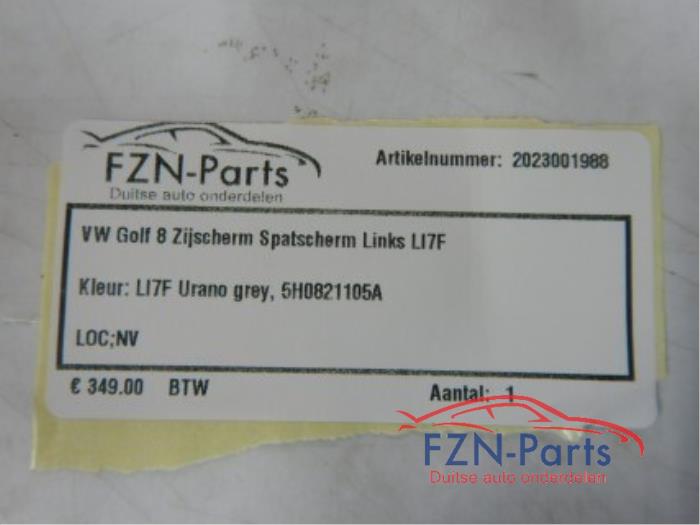 FZN-Parts
Duitse auto onderdelen
Artikelnummer: 2023001988
VW Golf 8 Zijscherm Spatscherm Links LI7F
Kleur: LI7F Urano grey, 5H0821105A
LOC;NV
€ 349.00 BTW
Aantal: 1
FZN-Parts
Duitse auto onderdelen